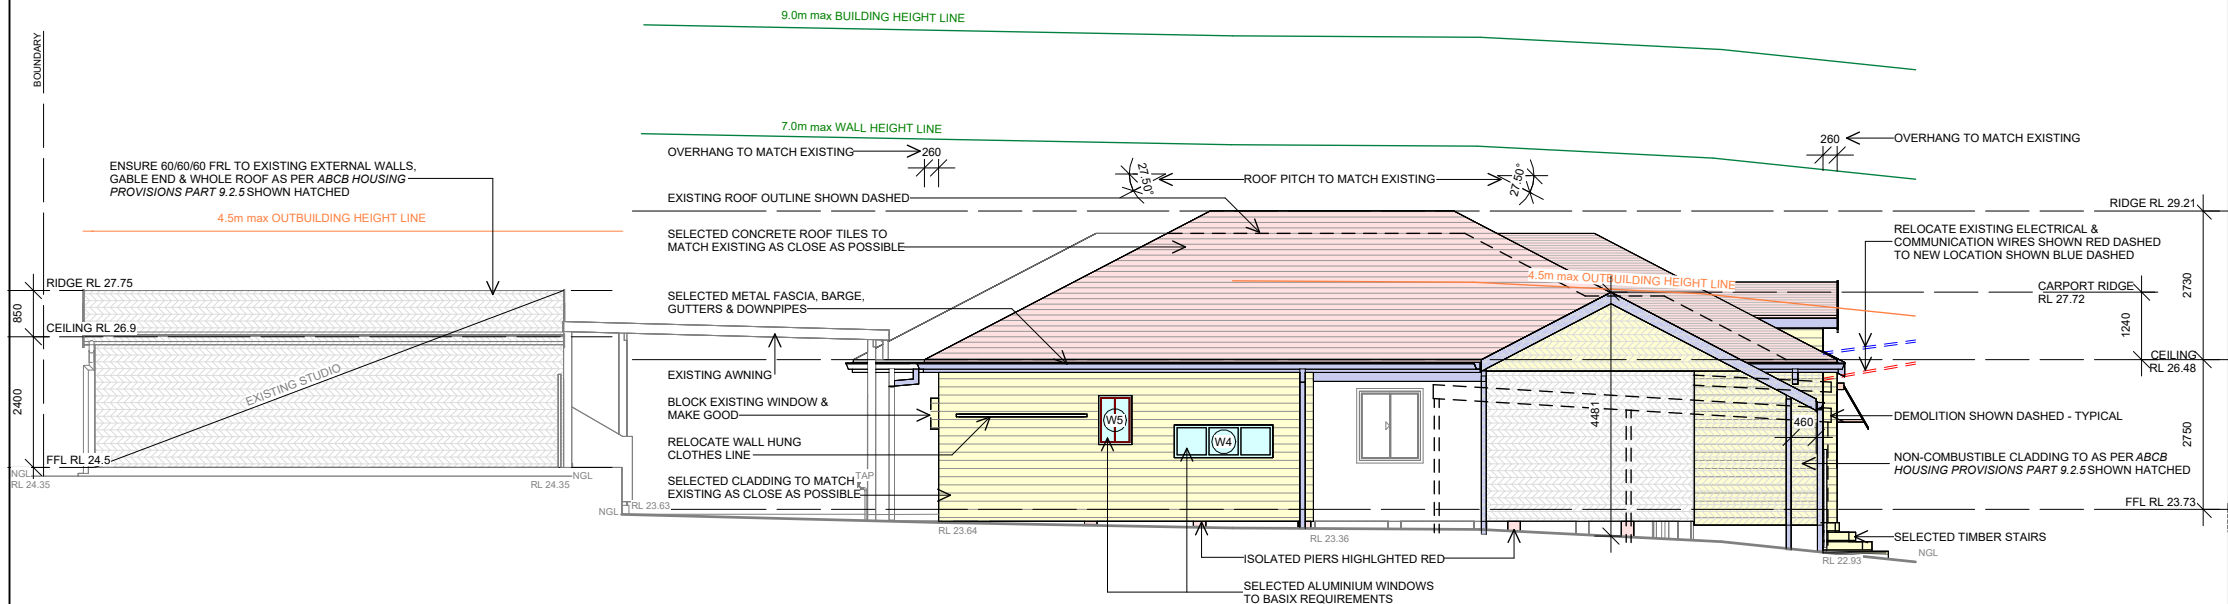 9.0m max BUILDING HEIGHT LINE
BOUNDARY
7.0m max WALL HEIGHT LINE
OVERHANG TO MATCH EXISTING
260
260
OVERHANG TO MATCH EXISTING
ENSURE 60/60/60 FRL TO EXISTING EXTERNAL WALLS,
GABLE END & WHOLE ROOF AS PER ABCB HOUSING
PROVISIONS PART 9.2.5 SHOWN HATCHED
27.50°
ROOF PITCH TO MATCH EXISTING
27.50°
EXISTING ROOF OUTLINE SHOWN DASHED
4.5m max OUTBUILDING HEIGHT LINE
RIDGE RL 29.21
SELECTED CONCRETE ROOF TILES TO
MATCH EXISTING AS CLOSE AS POSSIBLE
RELOCATE EXISTING ELECTRICAL &
COMMUNICATION WIRES SHOWN RED DASHED
TO NEW LOCATION SHOWN BLUE DASHED
4.5m max OUTBUILDING HEIGHT LINE
RIDGE RL 27.75
CARPORT RIDGE
RL 27.72
2730
850
SELECTED METAL FASCIA, BARGE,
GUTTERS & DOWNPIPES
1240
CEILING RL 26.9
CEILING
RL 26.48
EXISTING STUDIO
EXISTING AWNING
2400
BLOCK EXISTING WINDOW &
MAKE GOOD
W5
W4
4481
460
DEMOLITION SHOWN DASHED - TYPICAL
2750
RELOCATE WALL HUNG
CLOTHES LINE
FFL RL 24.5
NON-COMBUSTIBLE CLADDING TO AS PER ABCB
HOUSING PROVISIONS PART 9.2.5 SHOWN HATCHED
NGL
RL 24.35
RL 24.35
NGL
TAP
SELECTED CLADDING TO MATCH
EXISTING AS CLOSE AS POSSIBLE
NGL
RL 23.63
FFL RL 23.73
RL 23.64
RL 23.36
SELECTED TIMBER STAIRS
ISOLATED PIERS HIGHLGHTED RED
RL 22.93
NGL
SELECTED ALUMINIUM WINDOWS
TO BASIX REQUIREMENTS